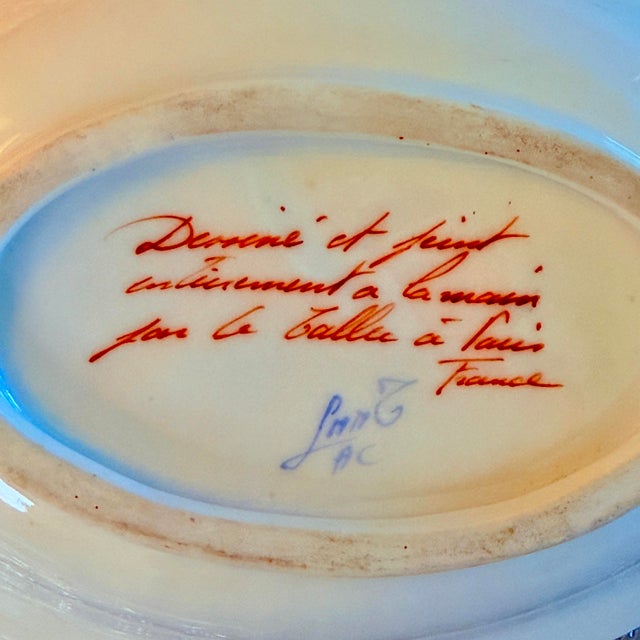 Dessiné et peint
entièrement a la main
par Le Tallec à Paris
France
AC